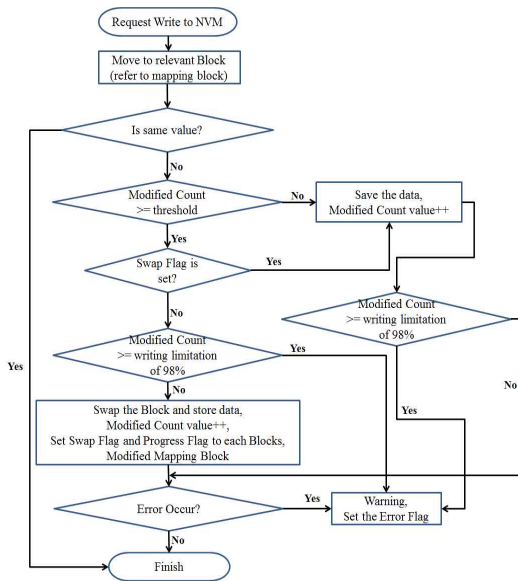 Request Write to NVM
Move to relevant Block
(refer to mapping block)
Is same value?
No
Modified Count
>= threshold
No
Save the data,
Modified Count value++
Yes
Swap Flag is
set?
Yes
No
Modified Count
>= writing limitation
of 98%
Yes
Modified Count
>= writing limitation
of 98%
Yes
No
No
Yes
Swap the Block and store data,
Modified Count value++,
Set Swap Flag and Progress Flag to each Blocks,
Modified Mapping Block
Error Occur?
Yes
Warning,
Set the Error Flag
No
Finish